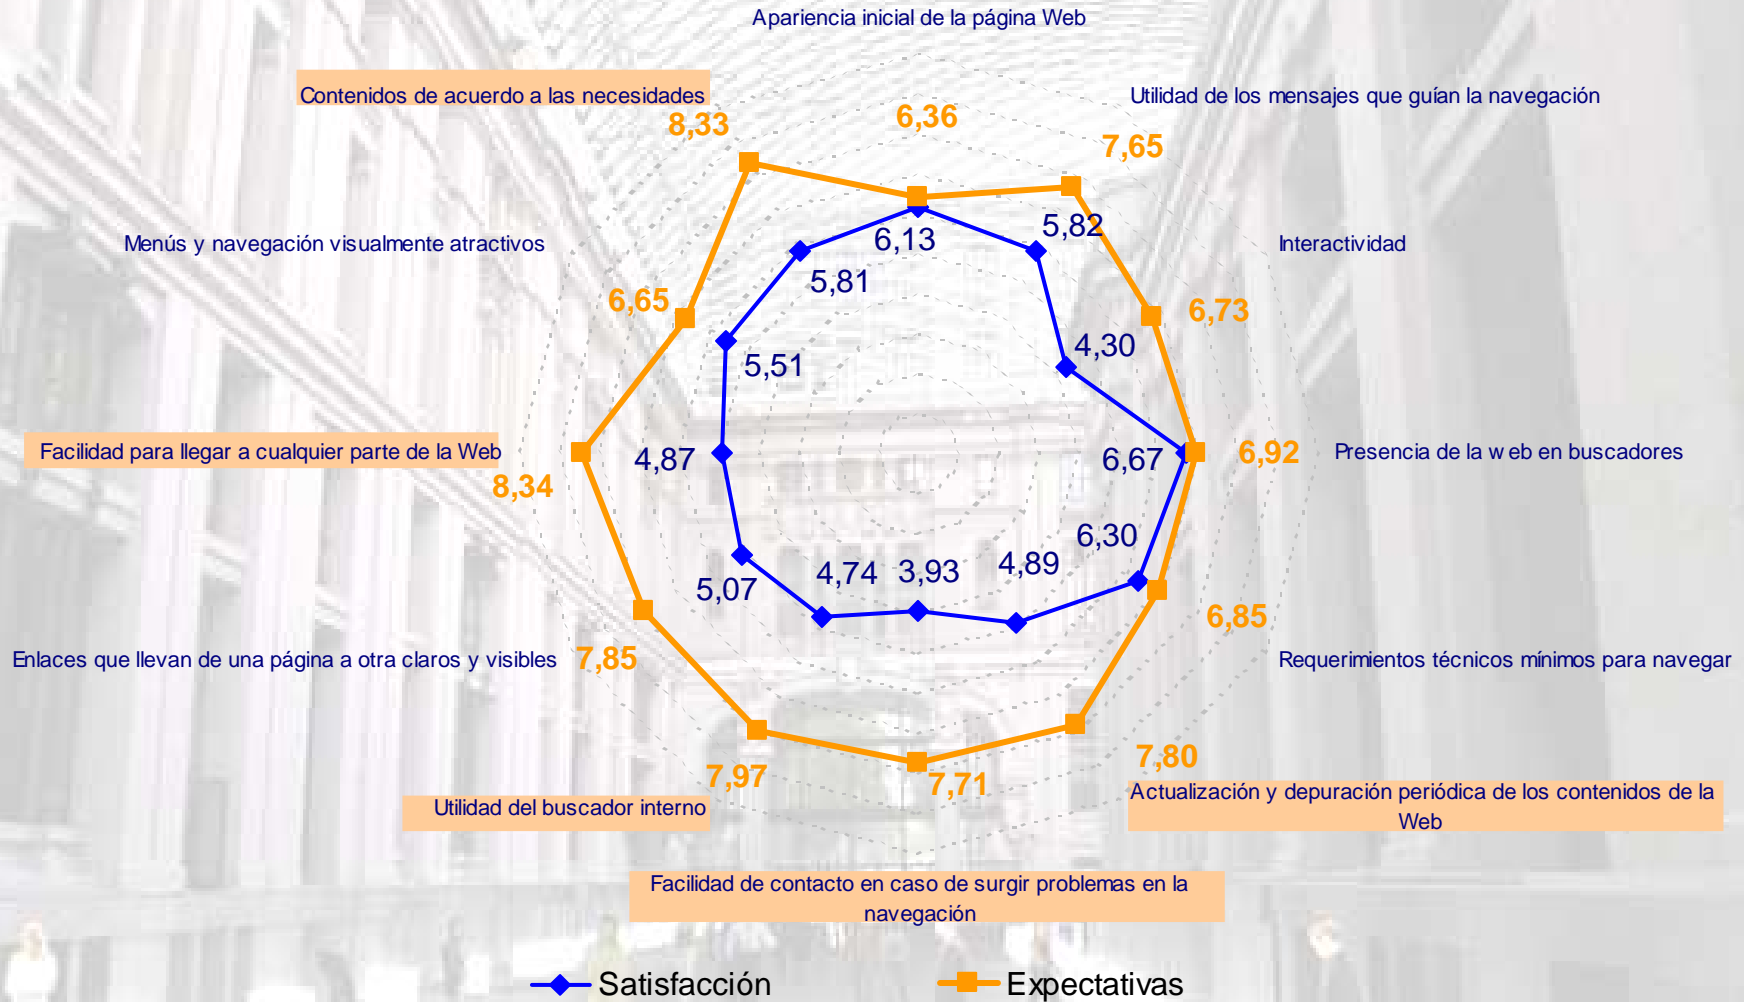 Apariencia inicial de la página Web
Contenidos de acuerdo a las necesidades
Utilidad de los mensajes que guían la navegación
8,33
6,36
7,65
5,82
6,13
5,81
Menús y navegación visualmente atractivos
Interactividad
6,65
6,73
5,51
4,30
Facilidad para llegar a cualquier parte de la Web
8,34
4,87
6,67
6,92
Presencia de la web en buscadores
6,30
5,07
4,74
3,93
4,89
6,85
Enlaces que llevan de una página a otra claros y visibles
7,85
Requerimientos técnicos mínimos para navegar
7,97
7,71
7,80
Utilidad del buscador interno
Actualización y depuración periódica de los contenidos de la
Web
Facilidad de contacto en caso de surgir problemas en la
navegación
Satisfacción
Expectativas